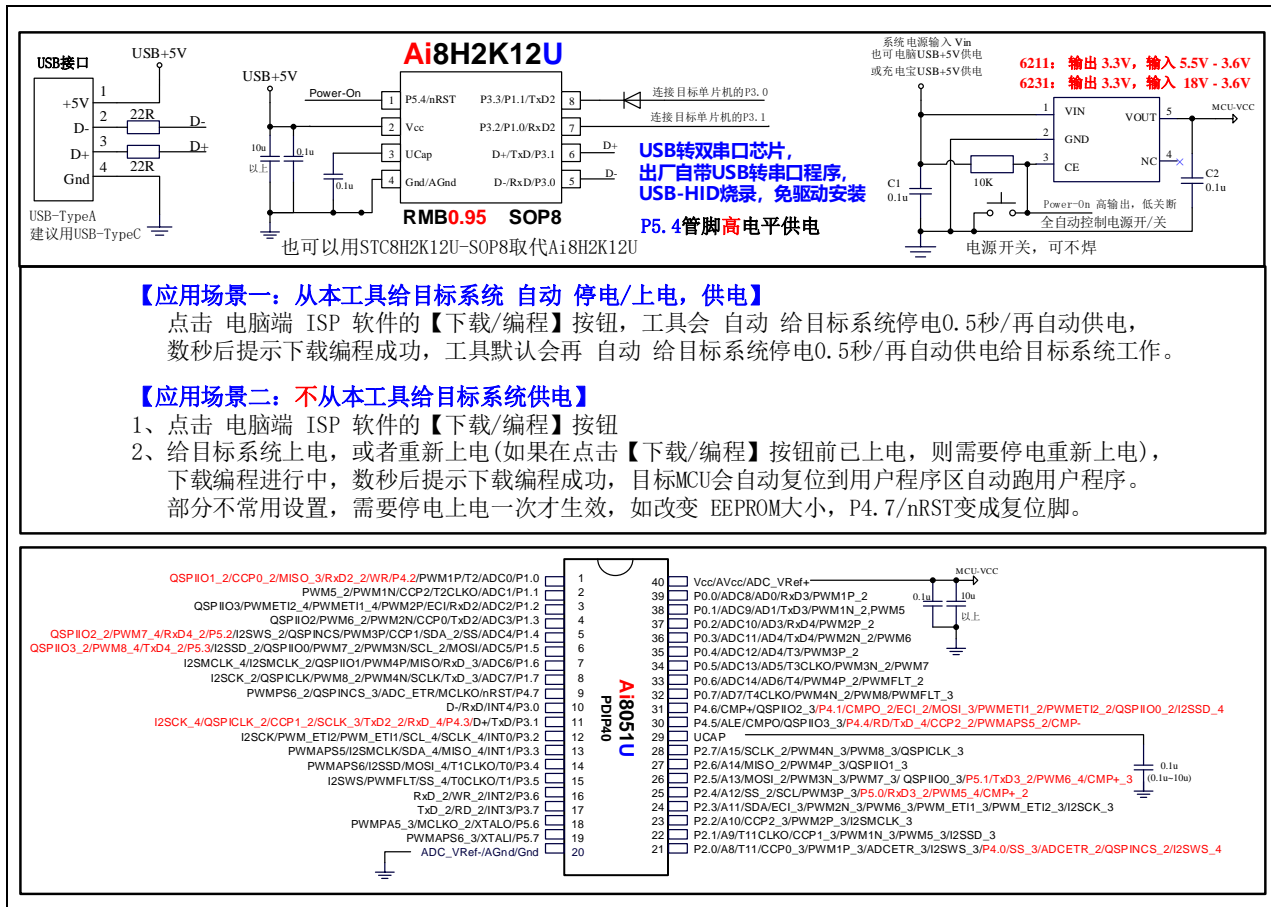 USB接口
USB+5V
+5V
D-
D+
Gnd
1
2
3
4
22R
22R
D-
D+
USB-TypeA
建议用USB-TypeC
Ai8H2K12U
USB+5V
10u
以上
0.1u
0.1u
Power-On
1 P5.4/nRST
2 Vcc
3 UCap
4 Gnd/AGnd
P3.3/P1.1/TxD2 8
P3.2/P1.0/RxD2 7
D+/TxD/P3.1 6
D-/RxD/P3.0 5
连接目标单片机的P3.0
连接目标单片机的P3.1
D+
D-
RMB0.95 SOP8
也可以用STC8H2K12U-SOP8取代Ai8H2K12U
USB转双串口芯片，
出厂自带USB转串口程序，
USB-HID烧录，免驱动安装
P5.4管脚高电平供电
系统电源输入 Vin
也可电脑USB+5V供电
或充电宝USB+5V供电
6211： 输出 3.3V，输入 5.5V - 3.6V
6231： 输出 3.3V，输入 18V - 3.6V
1 VIN
2 GND
3 CE
VOUT 5
NC 4
MCU-VCC
C1
0.1u
10K
C2
0.1u
Power-On 高输出，低关断
全自动控制电源开/关
电源开关，可不焊
【应用场景一：从本工具给目标系统 自动 停电/上电，供电】
点击 电脑端 ISP 软件的【下载/编程】按钮，工具会 自动 给目标系统停电0.5秒/再自动供电，
数秒后提示下载编程成功，工具默认会再 自动 给目标系统停电0.5秒/再自动供电给目标系统工作。
【应用场景二：不从本工具给目标系统供电】
1、点击 电脑端 ISP 软件的【下载/编程】按钮
2、给目标系统上电，或者重新上电(如果在点击【下载/编程】按钮前已上电，则需要停电重新上电)，
下载编程进行中，数秒后提示下载编程成功，目标MCU会自动复位到用户程序区自动跑用户程序。
部分不常用设置，需要停电上电一次才生效，如改变 EEPROM大小，P4.7/nRST变成复位脚。
QSPIIO1_2/CCP0_2/MISO_3/RxD2_2/WR/P4.2/PWM1P/T2/ADC0/P1.0 1
PWM5_2/PWM1N/CCP2/T2CLKO/ADC1/P1.1 2
QSPIIO3/PWMETI2_4/PWMETI1_4/PWM2P/ECI/RxD2/ADC2/P1.2 3
QSPIIO2/PWM6_2/PWM2N/CCP0/TxD2/ADC3/P1.3 4
QSPIIO2_2/PWM7_4/RxD4_2/P5.2/I2SWS_2/QSPINCS/PWM3P/CCP1/SDA_2/SS/ADC4/P1.4 5
QSPIIO3_2/PWM8_4/TxD4_2/P5.3/I2SSD_2/QSPIIO0/PWM7_2/PWM3N/SCL_2/MOSI/ADC5/P1.5 6
I2SMCLK_4/I2SMCLK_2/QSPIIO1/PWM4P/MISO/RxD_3/ADC6/P1.6 7
I2SCK_2/QSPICLK/PWM8_2/PWM4N/SCLK/TxD_3/ADC7/P1.7 8
PWMPS6_2/QSPINCS_3/ADC_ETR/MCLKO/nRST/P4.7 9
D-/RxD/INT4/P3.0 10
I2SCK_4/QSPICLK_2/CCP1_2/SCLK_3/TxD2_2/RxD_4/P4.3/D+/TxD/P3.1 11
I2SCK/PWM_ETI2/PWM_ETI1/SCL_4/SCLK_4/INT0/P3.2 12
PWMAPS5/I2SMCLK/SDA_4/MISO_4/INT1/P3.3 13
PWMAPS6/I2SSD/MOSI_4/T1CLKO/T0/P3.4 14
I2SWS/PWMFLT/SS_4/T0CLKO/T1/P3.5 15
RxD_2/WR_2/INT2/P3.6 16
TxD_2/RD_2/INT3/P3.7 17
PWMPA5_3/MCLKO_2/XTALO/P5.6 18
PWMAPS6_3/XTALI/P5.7 19
ADC_VRef-/AGnd/Gnd 20
Ai8051U
PDIP40
40 Vcc/AVcc/ADC_VRef+
39 P0.0/ADC8/AD0/RxD3/PWM1P_2
38 P0.1/ADC9/AD1/TxD3/PWM1N_2,PWM5
37 P0.2/ADC10/AD3/RxD4/PWM2P_2
36 P0.3/ADC11/AD4/TxD4/PWM2N_2/PWM6
35 P0.4/ADC12/AD4/T3/PWM3P_2
34 P0.5/ADC13/AD5/T3CLKO/PWM3N_2/PWM7
33 P0.6/ADC14/AD6/T4/PWM4P_2/PWMFLT_2
32 P0.7/AD7/T4CLKO/PWM4N_2/PWM8/PWMFLT_3
31 P4.6/CMP+/QSPIIO2_3/P4.1/CMPO_2/ECI_2/MOSI_3/PWMETI1_2/PWMETI2_2/QSPIIO0_2/I2SSD_4
30 P4.5/ALE/CMPO/QSPIIO3_3/P4.4/RD/TxD_4/CCP2_2/PWMAPS5_2/CMP-
29 UCAP
28 P2.7/A15/SCLK_2/PWM4N_3/PWM8_3/QSPICLK_3
27 P2.6/A14/MISO_2/PWM4P_3/QSPIIO1_3
26 P2.5/A13/MOSI_2/PWM3N_3/PWM7_3/ QSPIIO0_3/P5.1/TxD3_2/PWM6_4/CMP+_3
25 P2.4/A12/SS_2/SCL/PWM3P_3/P5.0/RxD3_2/PWM5_4/CMP+_2
24 P2.3/A11/SDA/ECI_3/PWM2N_3/PWM6_3/PWM_ETI1_3/PWM_ETI2_3/I2SCK_3
23 P2.2/A10/CCP2_3/PWM2P_3/I2SMCLK_3
22 P2.1/A9/T11CLKO/CCP1_3/PWM1N_3/PWM5_3/I2SSD_3
21 P2.0/A8/T11/CCP0_3/PWM1P_3/ADCETR_3/I2SWS_3/P4.0/SS_3/ADCETR_2/QSPINCS_2/I2SWS_4
MCU-VCC
0.1u
10u
以上
0.1u
(0.1u~10u)